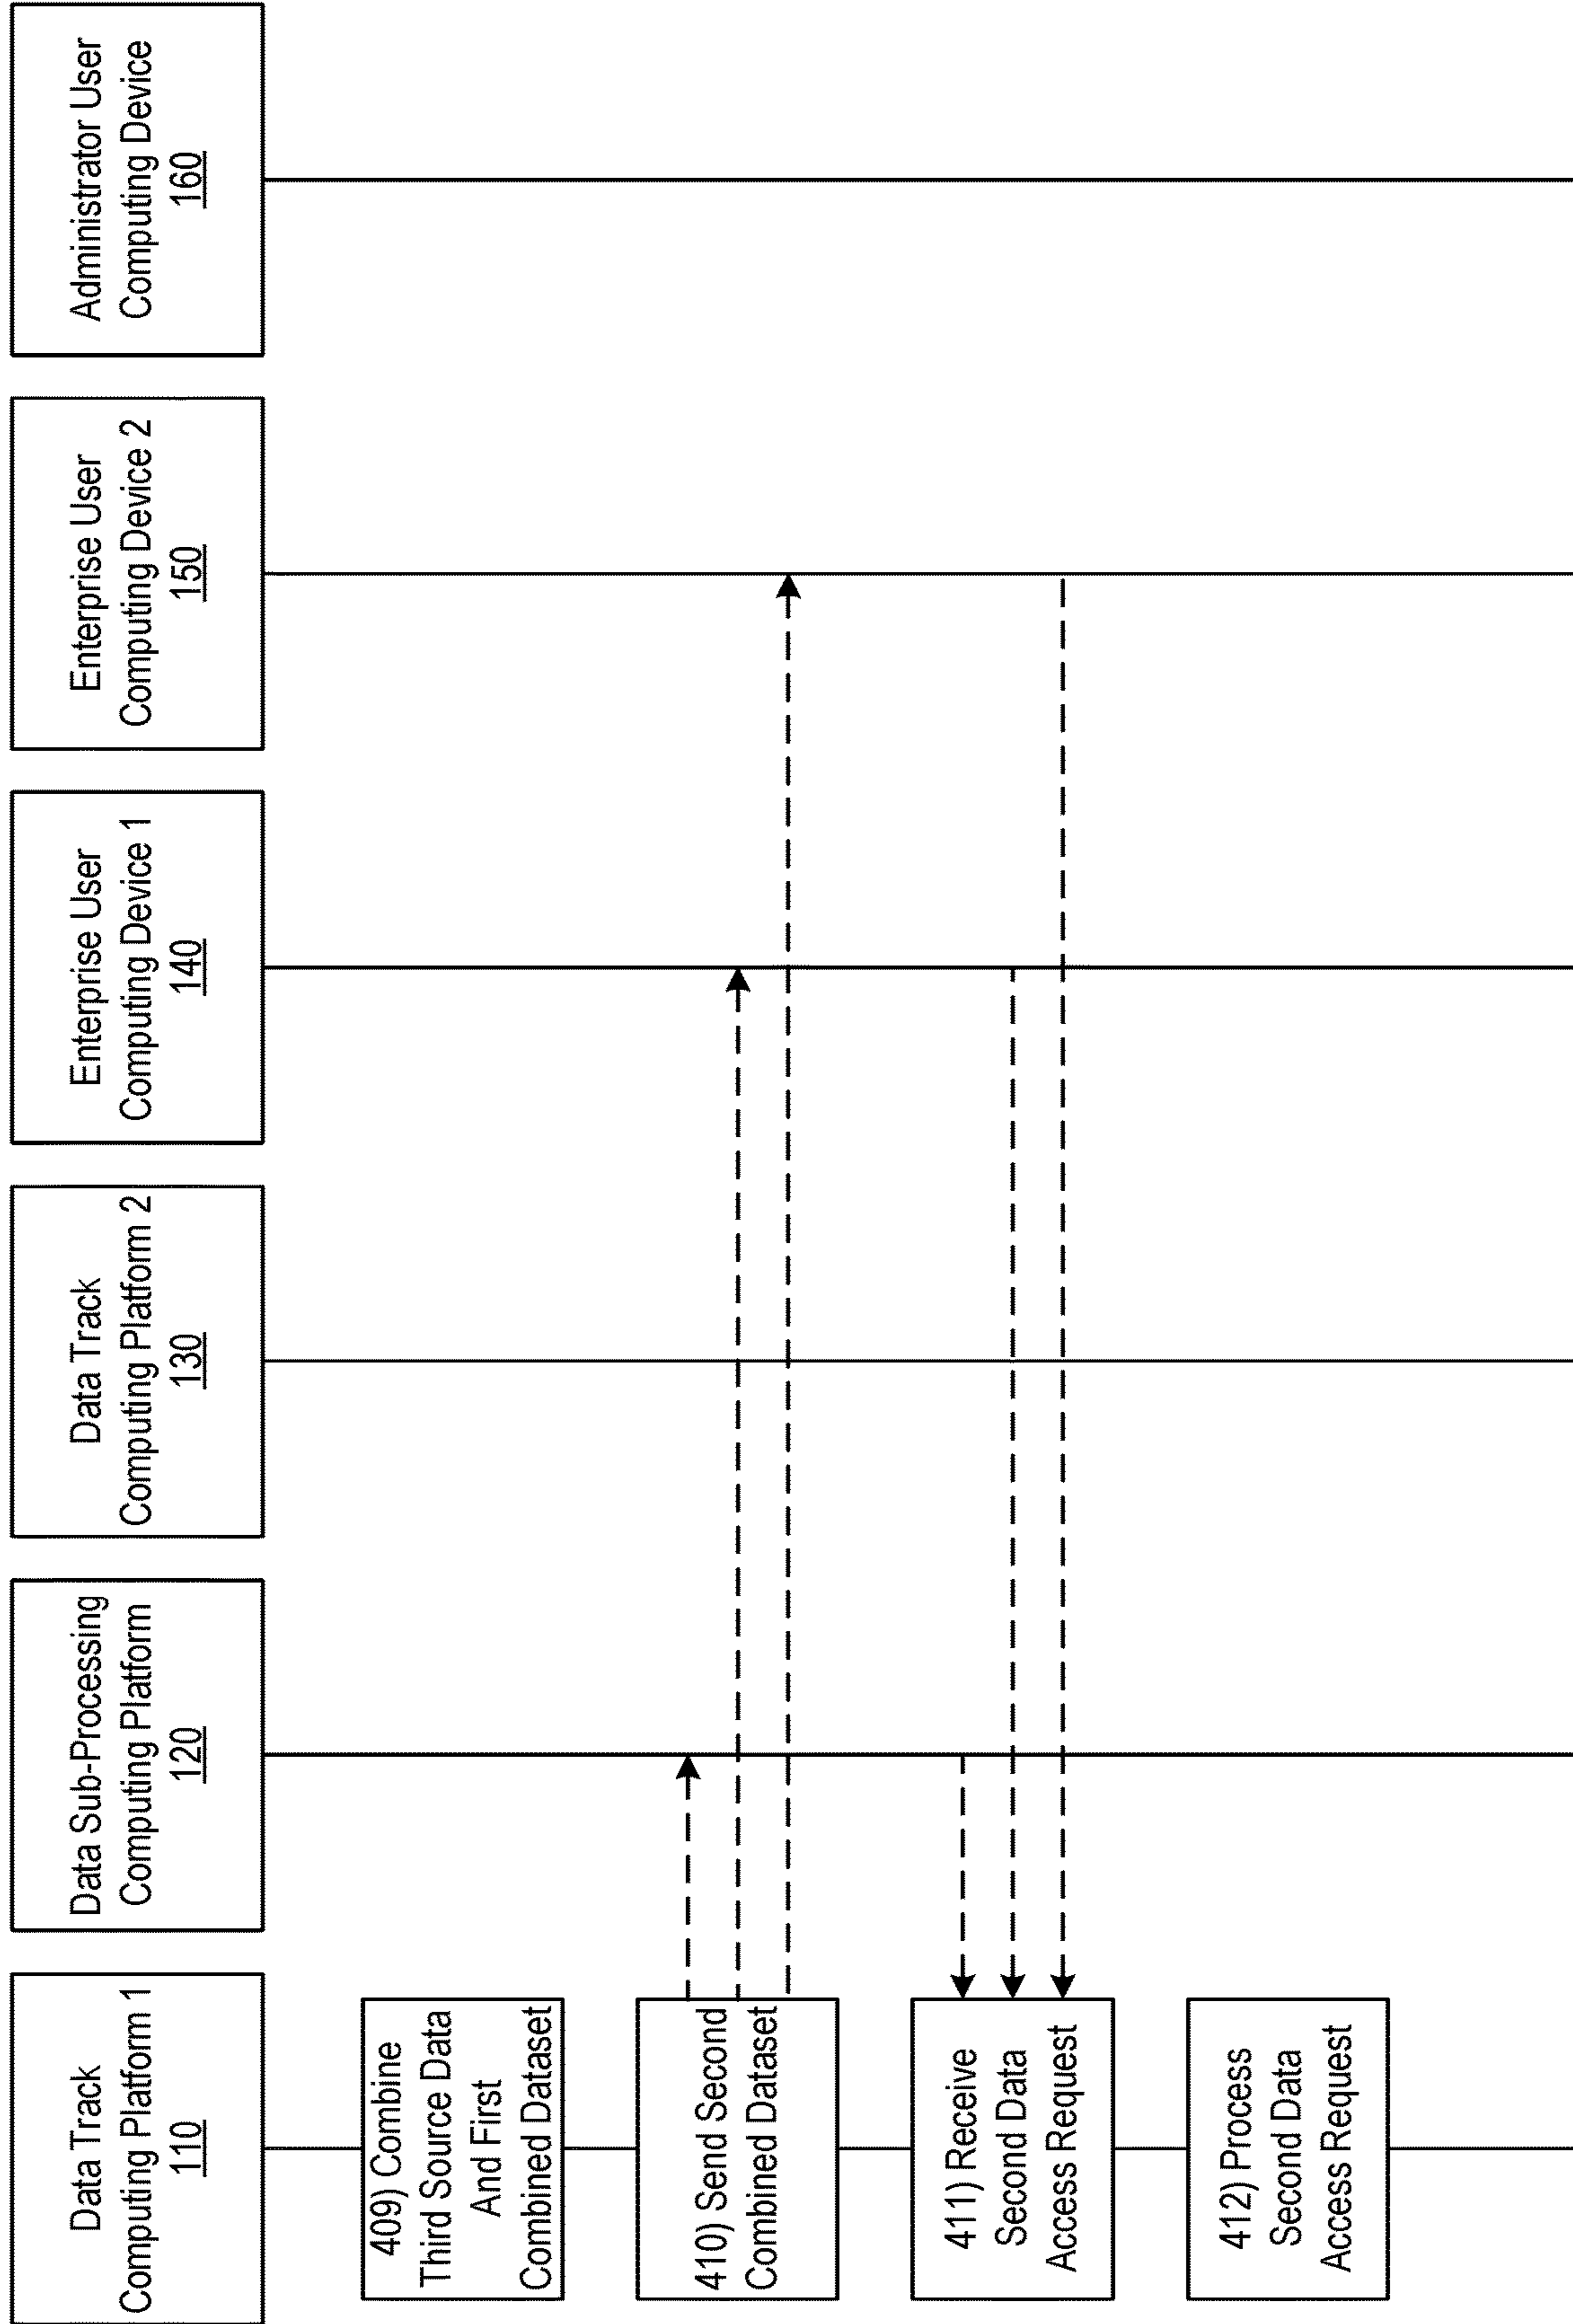 Data Track
Computing Platform 1
110
Data Sub-Processing
Computing Platform
120
Data Track
Computing Platform 2
130
Enterprise User
Computing Device 1
140
Enterprise User
Computing Device 2
150
Administrator User
Computing Device
160
409) Combine
Third Source Data
And First
Combined Dataset
410) Send Second
Combined Dataset
411) Receive
Second Data
Access Request
412) Process
Second Data
Access Request